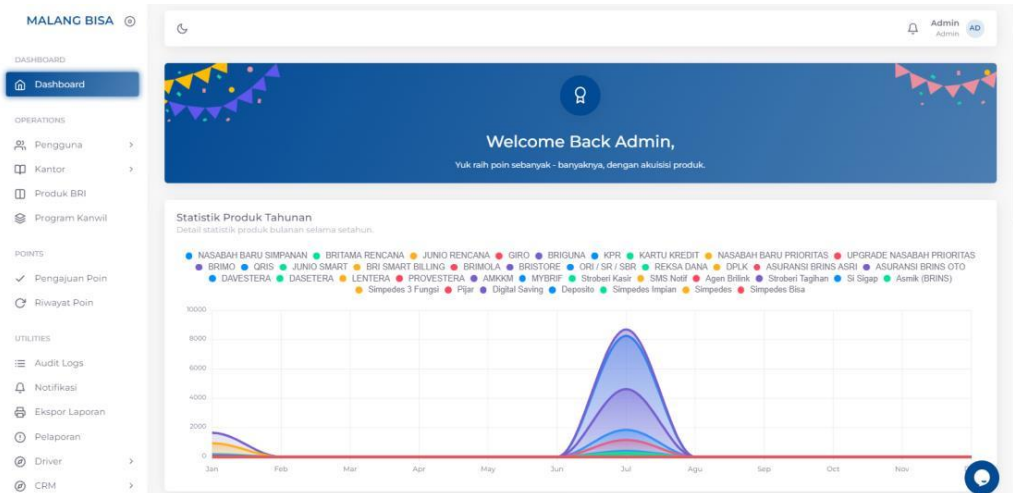 MALANG BISA
Admin
Admin
AD
DASHBOARD
Dashboard
OPERATIONS
Pengguna
Kantor
Produk BRI
Program Kanwil
POINTS
Pengajuan Poin
Riwayat Poin
UTILITIES
Audit Logs
Notifikasi
Ekspor Laporan
Pelaporan
Driver
CRM
Welcome Back Admin,
Yuk raih poin sebanyak - banyaknya, dengan akuisisi produk.
Statistik Produk Tahunan
Detail statistik produk bulanan selama setahun.
NASABAH BARU SIMPANAN BRITAMA RENCANA JUNIO RENCANA GIRO BRIGUNA KPR KARTU KREDIT NASABAH BARU PRIORITAS UPGRADE NASABAH PRIORITAS
BRIMO QRIS JUNIO SMART BRI SMART BILLING BRIMOLA BRISTORE ORI / SR / SBR REKSA DANA DPLK ASURANSI BRINS ASRI ASURANSI BRINS OTO
DAVESTERA DASETERA LENTERA PROVESTERA AMKKM MYBRIF Stroberi Kasir SMS Notif Agen Brilink Stroberi Tagihan Si Sigap Asmik (BRINS)
Simpedes 3 Fungsi Pijar Digital Saving Deposito Simpedes Impian Simpedes Simpedes Bisa
10000
8000
6000
4000
2000
0
Jan Feb Mar Apr May Jun Jul Agu Sep Oct Nov